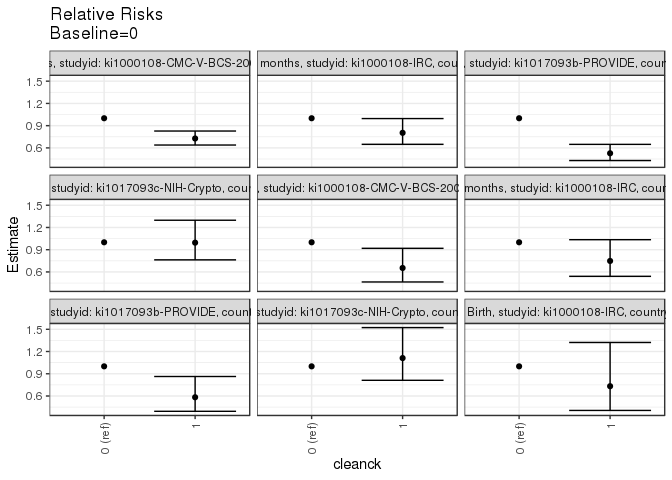 Relative Risks
Baseline=0
s, studyid: ki1000108-CMC-V-BCS-200
months, studyid: ki1000108-IRC, cou
, studyid: ki1017093b-PROVIDE, coun
1.5
1.2
0.9
0.6
studyid: ki1017093c-NIH-Crypto, coun
, studyid: ki1000108-CMC-V-BCS-200
months, studyid: ki1000108-IRC, coun
1.5
1.2
0.9
0.6
studyid: ki1017093b-PROVIDE, count
studyid: ki1017093c-NIH-Crypto, cou
Birth, studyid: ki1000108-IRC, country
1.5
1.2
0.9
0.6
Estimate
0 (ref)
1
0 (ref)
1
0 (ref)
1
cleanck